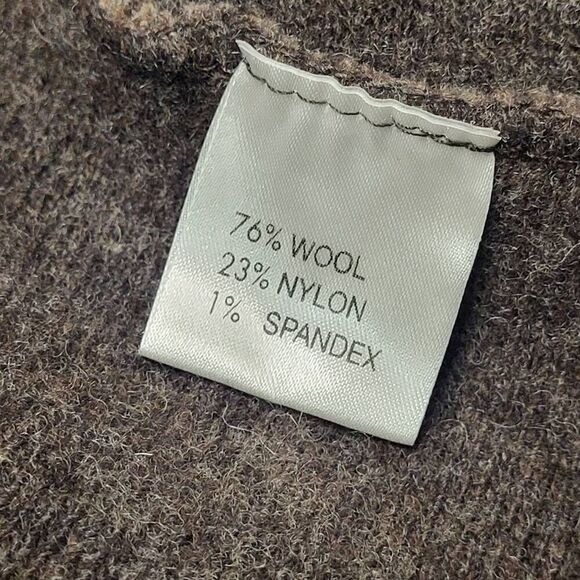 76% WOOL
23% NYLON
1% SPANDEX